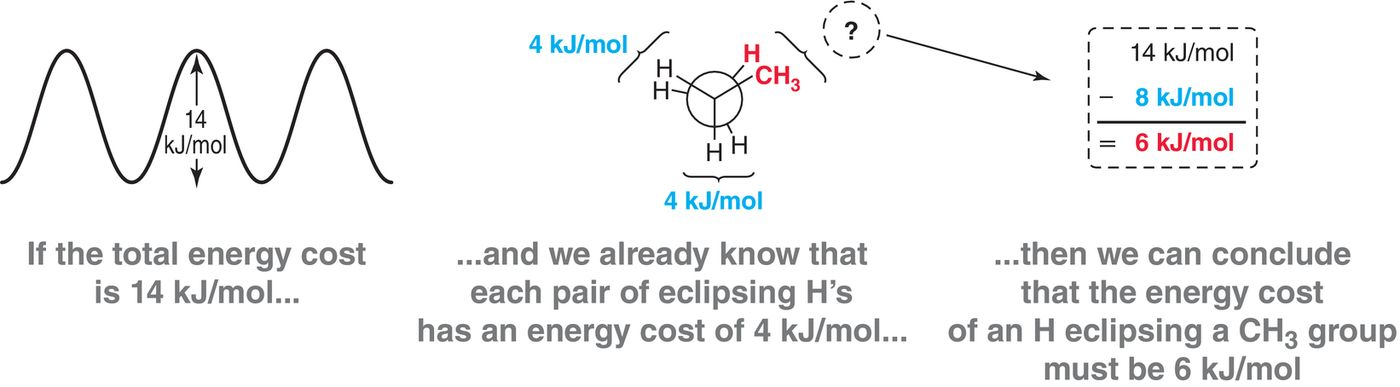 14
kJ/mol
If the total energy cost
is 14 kJ/mol...
4 kJ/mol
H
H
H
CH₃
H
H
4 kJ/mol
?
...and we already know that
each pair of eclipsing H’s
has an energy cost of 4 kJ/mol...
14 kJ/mol
– 8 kJ/mol
= 6 kJ/mol
...then we can conclude
that the energy cost
of an H eclipsing a CH₃ group
must be 6 kJ/mol